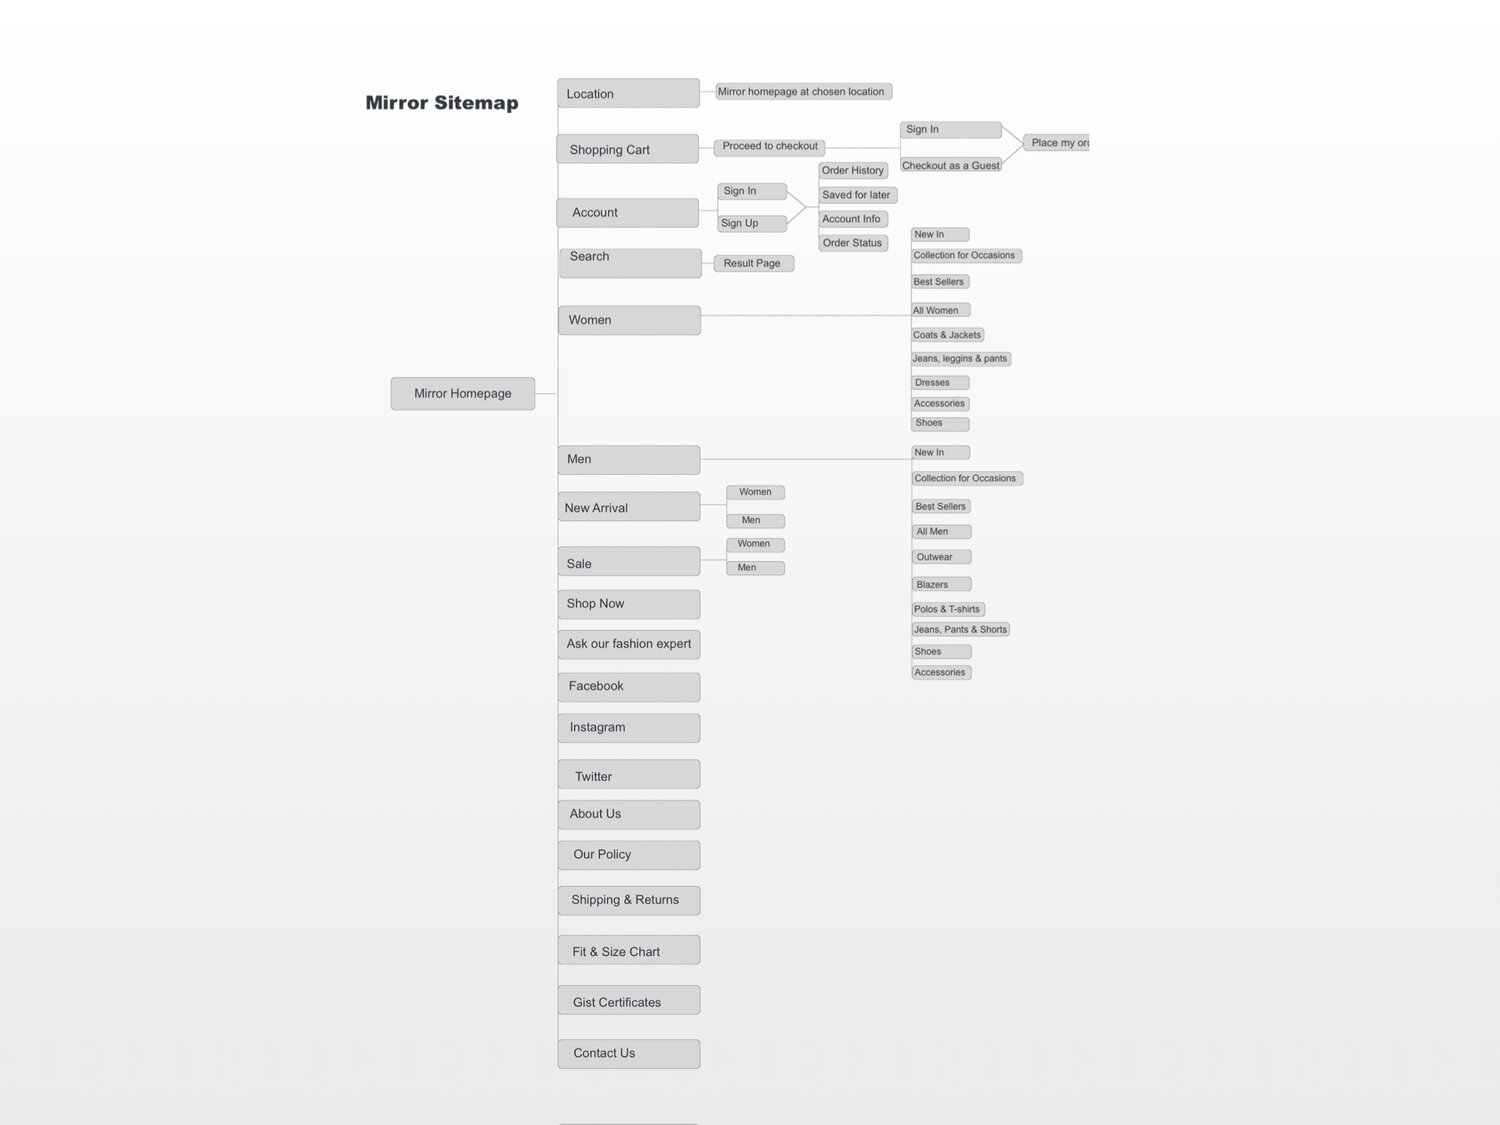 Mirror Sitemap
Mirror Homepage
Location
Mirror homepage at chosen location
Shopping Cart
Proceed to checkout
Sign In
Checkout as a Guest
Place my
Account
Sign In
Sign Up
Order History
Saved for later
Account Info
Order Status
Search
Result Page
Women
New In
Collection for Occasions
Best Sellers
All Women
Coats & Jackets
Jeans, leggins & pants
Dresses
Accessories
Shoes
Men
New In
Collection for Occasions
Best Sellers
All Men
Outwear
Blazers
Polos & T-shirts
Jeans, Pants & Shorts
Shoes
Accessories
New Arrival
Women
Men
Sale
Women
Men
Shop Now
Ask our fashion expert
Facebook
Instagram
Twitter
About Us
Our Policy
Shipping & Returns
Fit & Size Chart
Gist Certificates
Contact Us